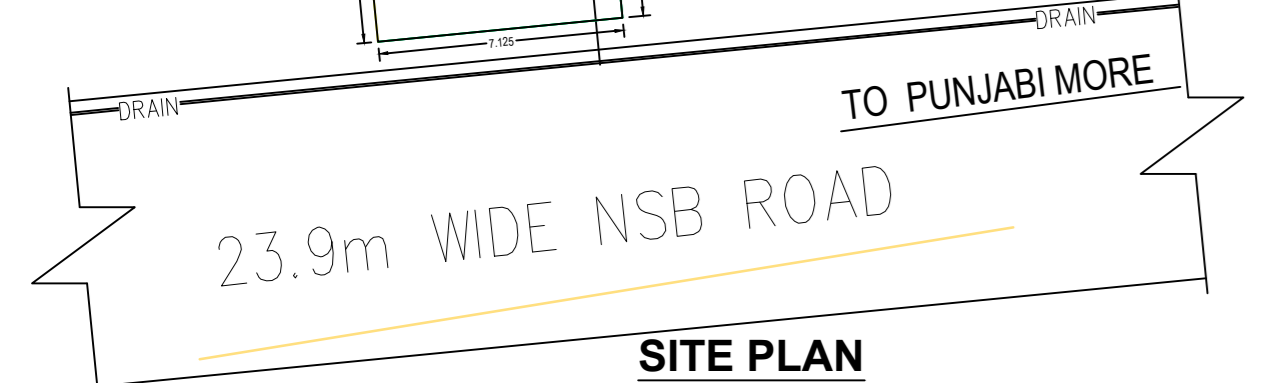 7.125
DRAIN
DRAIN
TO PUNJABI MORE
23.9m WIDE NSB ROAD
SITE PLAN